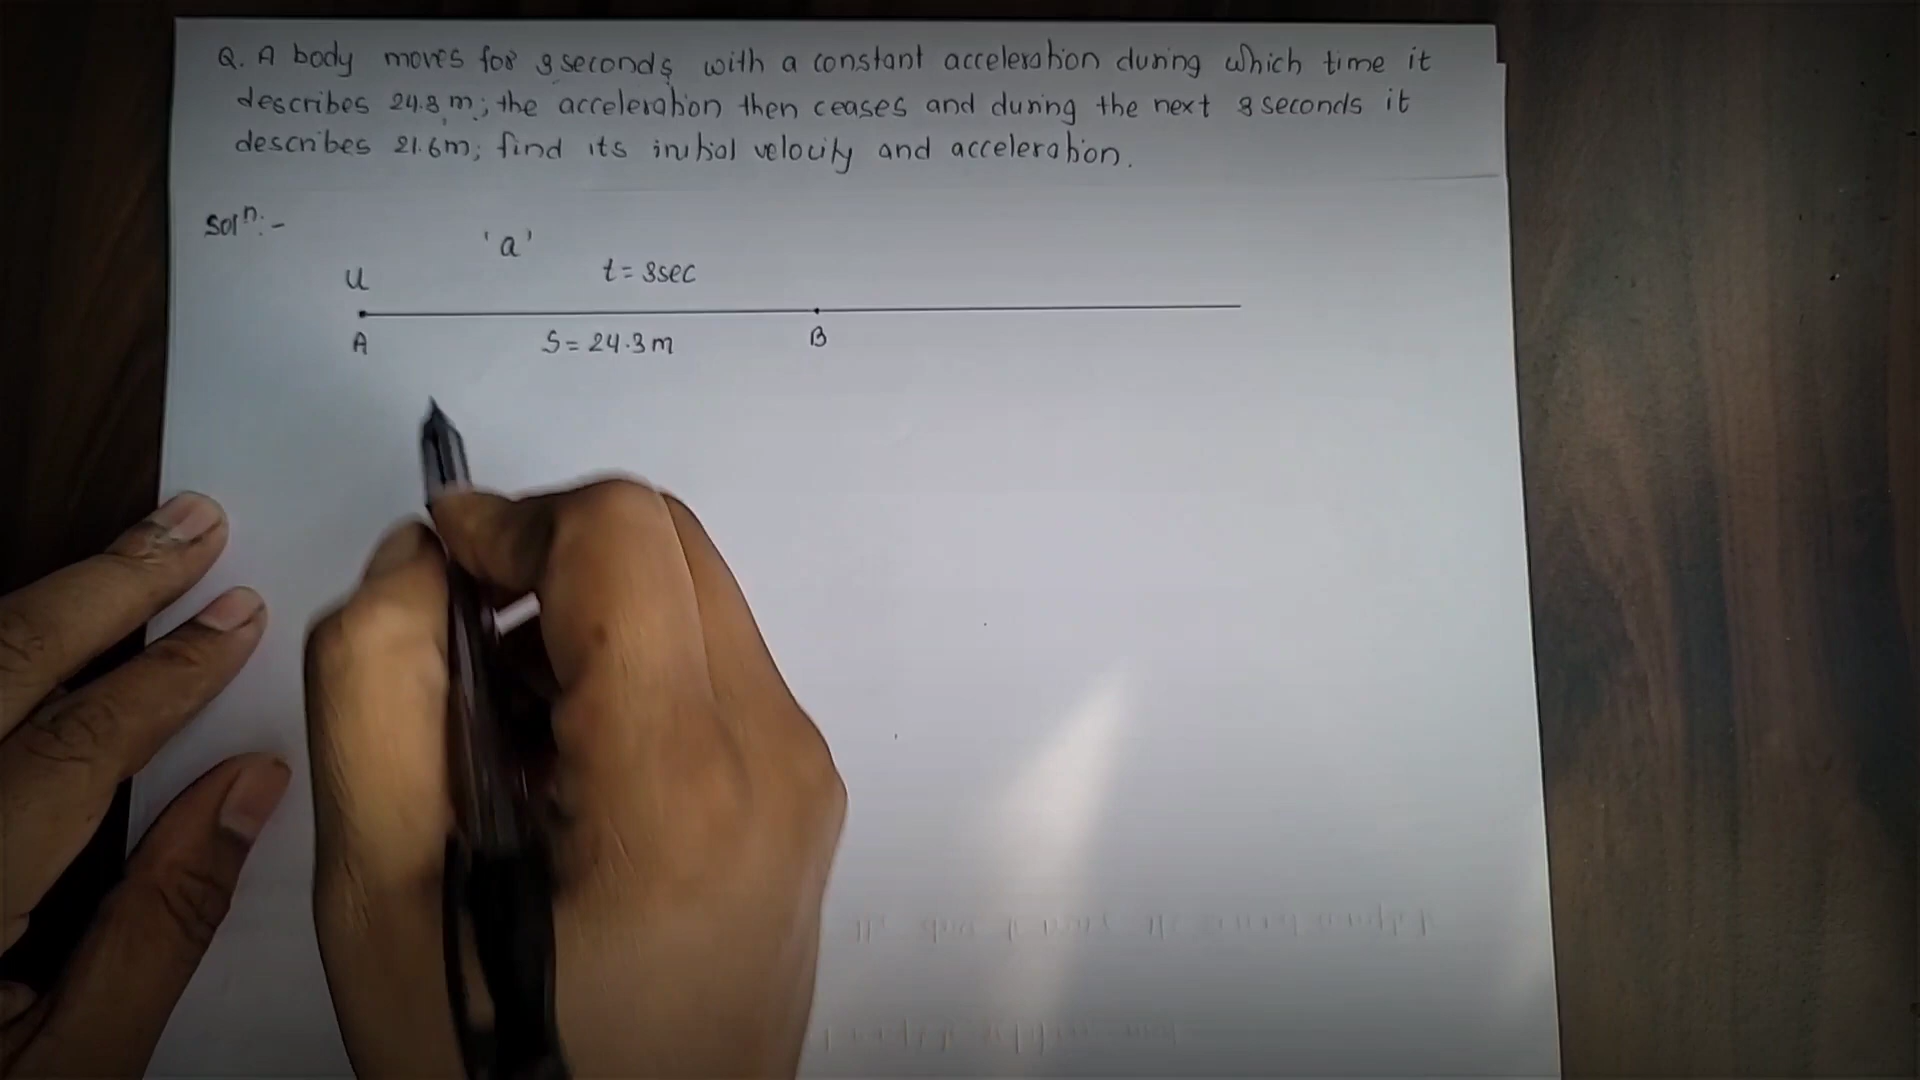 Q. A body moves for 3 seconds with a constant acceleration during which time it
describes 24.3 m; the acceleration then ceases and during the next 3 seconds it
describes 21.6m; find its initial velocity and acceleration.
Solⁿ:-
'a'
u
t = 3sec
A
S = 24.3m
B